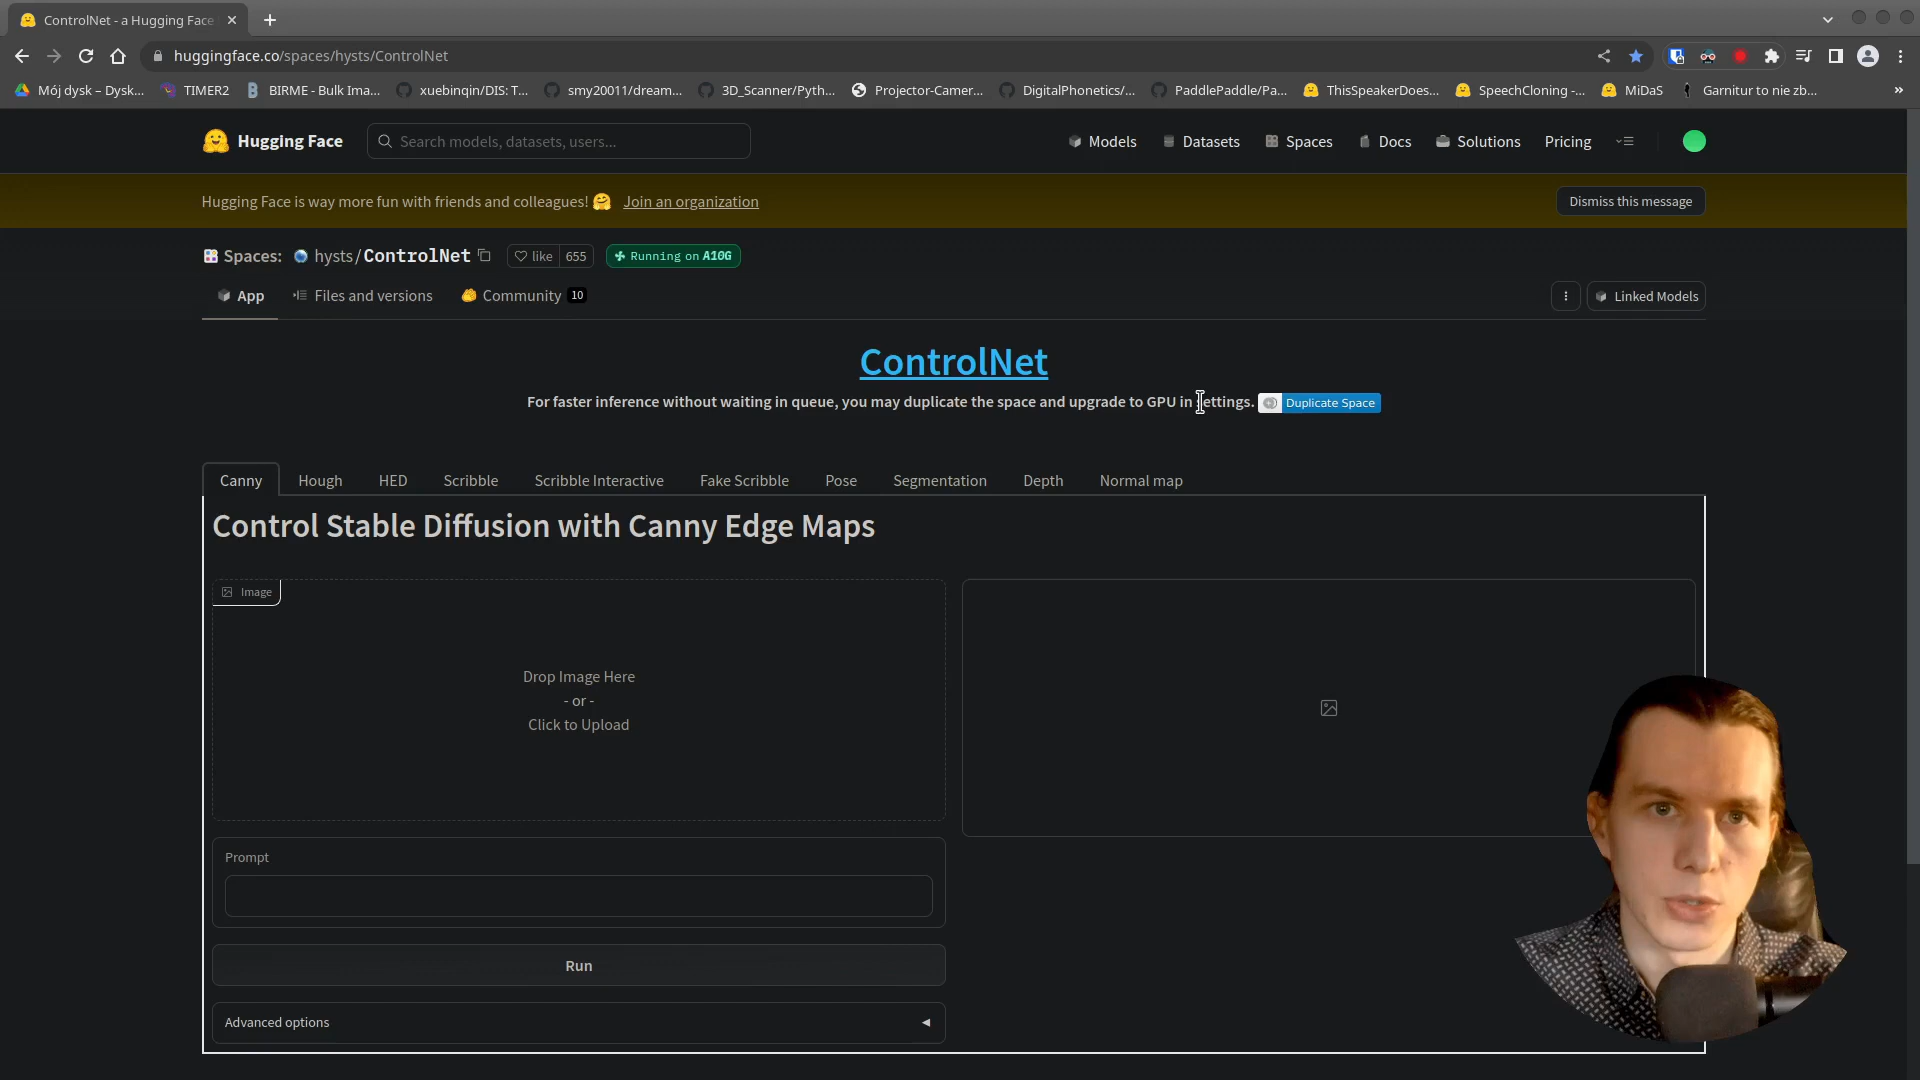 ControlNet - a Hugging Face
huggingface.co/spaces/hysts/ControlNet
Mój dysk – Dysk... TIMER2 BIRME - Bulk Ima... xuebinqin/DIS: T... smy20011/dream... 3D_Scanner/Pyth... Projector-Camer... DigitalPhonetics/... PaddlePaddle/Pa... ThisSpeakerDoes... SpeechCloning -... MiDaS Garnitur to nie zb... »
Hugging Face Search models, datasets, users... Models Datasets Spaces Docs Solutions Pricing
Hugging Face is way more fun with friends and colleagues! 🤗 Join an organization Dismiss this message
Spaces: hysts/ControlNet like 655 Running on A10G
App Files and versions Community 10 Linked Models
ControlNet
For faster inference without waiting in queue, you may duplicate the space and upgrade to GPU in settings. Duplicate Space
Canny Hough HED Scribble Scribble Interactive Fake Scribble Pose Segmentation Depth Normal map
Control Stable Diffusion with Canny Edge Maps
Image
Drop Image Here
- or -
Click to Upload
Prompt
Run
Advanced options